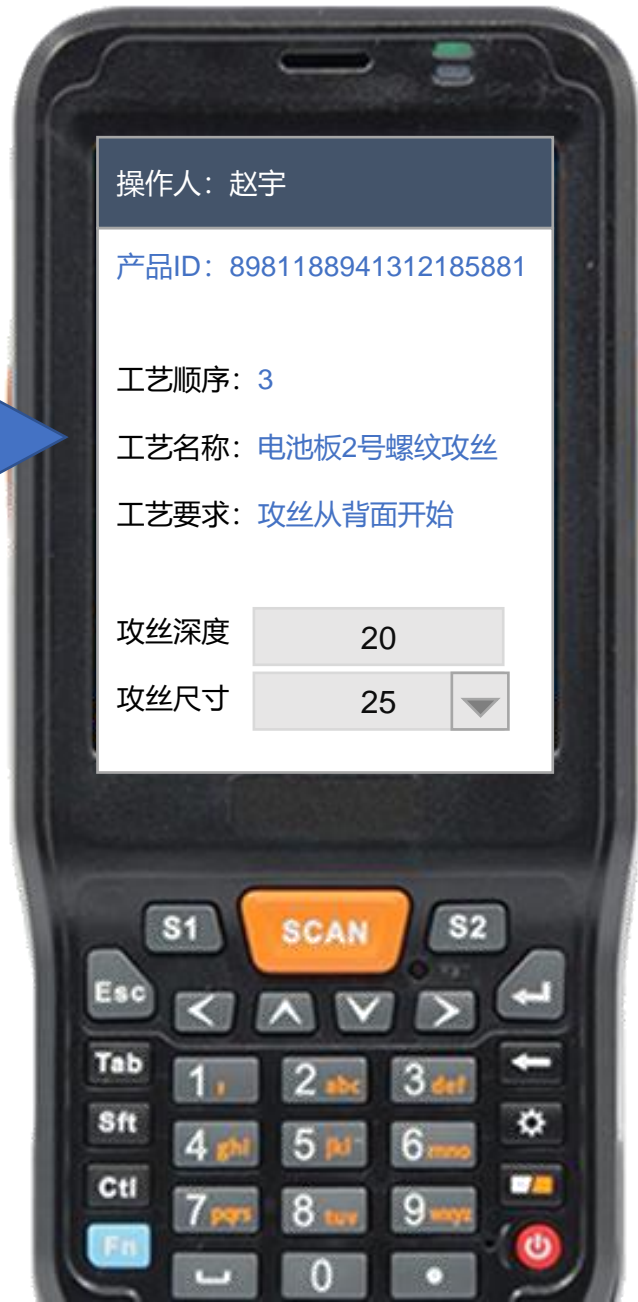 操作人：赵宇
产品ID：8981188941312185881
工艺顺序：3
工艺名称：电池板2号螺纹攻丝
工艺要求：攻丝从背面开始
攻丝深度 20
攻丝尺寸 25
S1 SCAN S2
Esc
Tab 1 2 abc 3 def
Sft 4 ghi 5 jkl 6 mno
Ctl 7 pqrs 8 tuv 9 wxyz
Fn 0